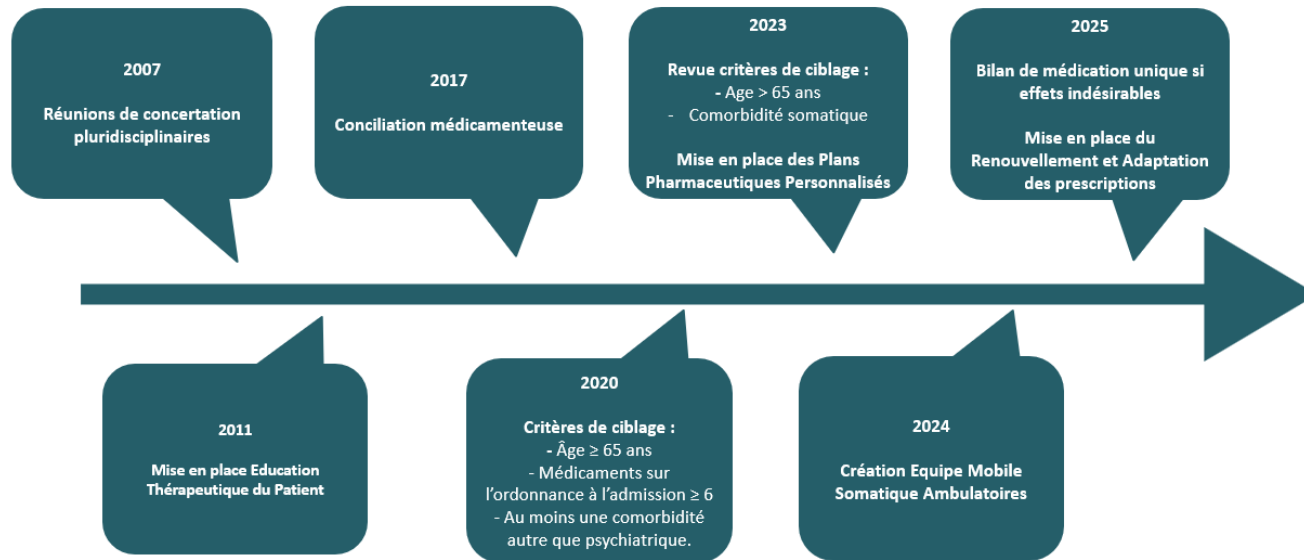 2007
Réunions de concertation
pluridisciplinaires
2017
Conciliation médicamenteuse
2023
Revue critères de ciblage :
- Age > 65 ans
- Comorbidité somatique
Mise en place des Plans
Pharmaceutiques Personnalisés
2025
Bilan de médication unique si
effets indésirables
Mise en place du
Renouvellement et Adaptation
des prescriptions
2011
Mise en place Education
Thérapeutique du Patient
2020
Critères de ciblage :
- Âge ≥ 65 ans
- Médicaments sur
l’ordonnance à l’admission ≥ 6
- Au moins une comorbidité
autre que psychiatrique.
2024
Création Equipe Mobile
Somatique Ambulatoires